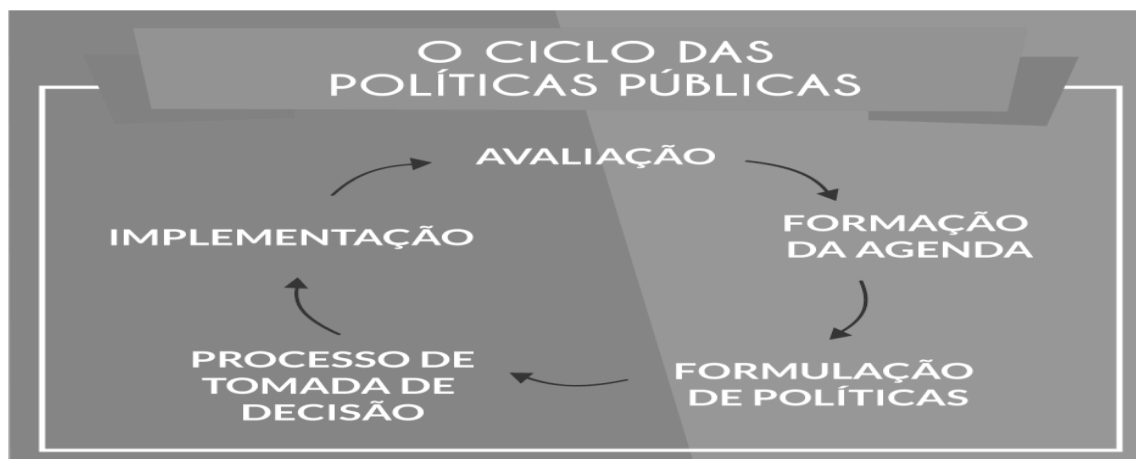 O CICLO DAS
POLÍTICAS PÚBLICAS
AVALIAÇÃO
FORMAÇÃO
DA AGENDA
FORMULAÇÃO
DE POLÍTICAS
PROCESSO DE
TOMADA DE
DECISÃO
IMPLEMENTAÇÃO